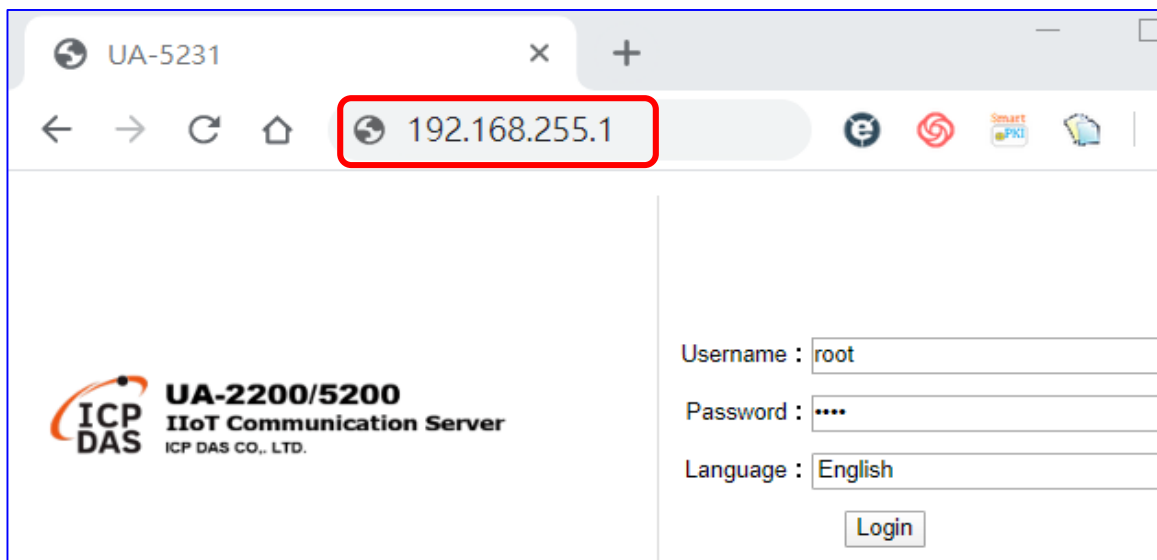 UA-5231
192.168.255.1
Smart
PKI
ICP
DAS
UA-2200/5200
IIoT Communication Server
ICP DAS CO,. LTD.
Username : root
Password : ••••
Language : English
Login